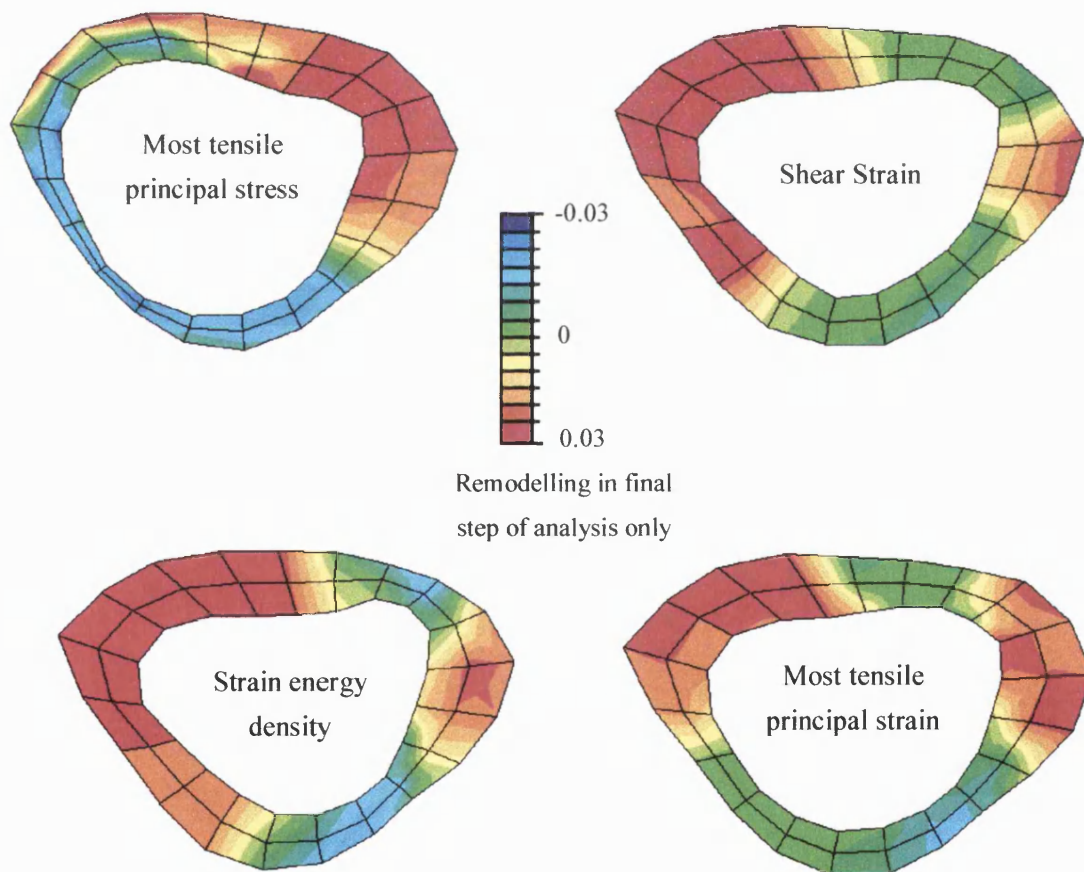 Most tensile
principal stress
Shear Strain
-0.03
0
0.03
Remodelling in final
step of analysis only
Strain energy
density
Most tensile
principal strain